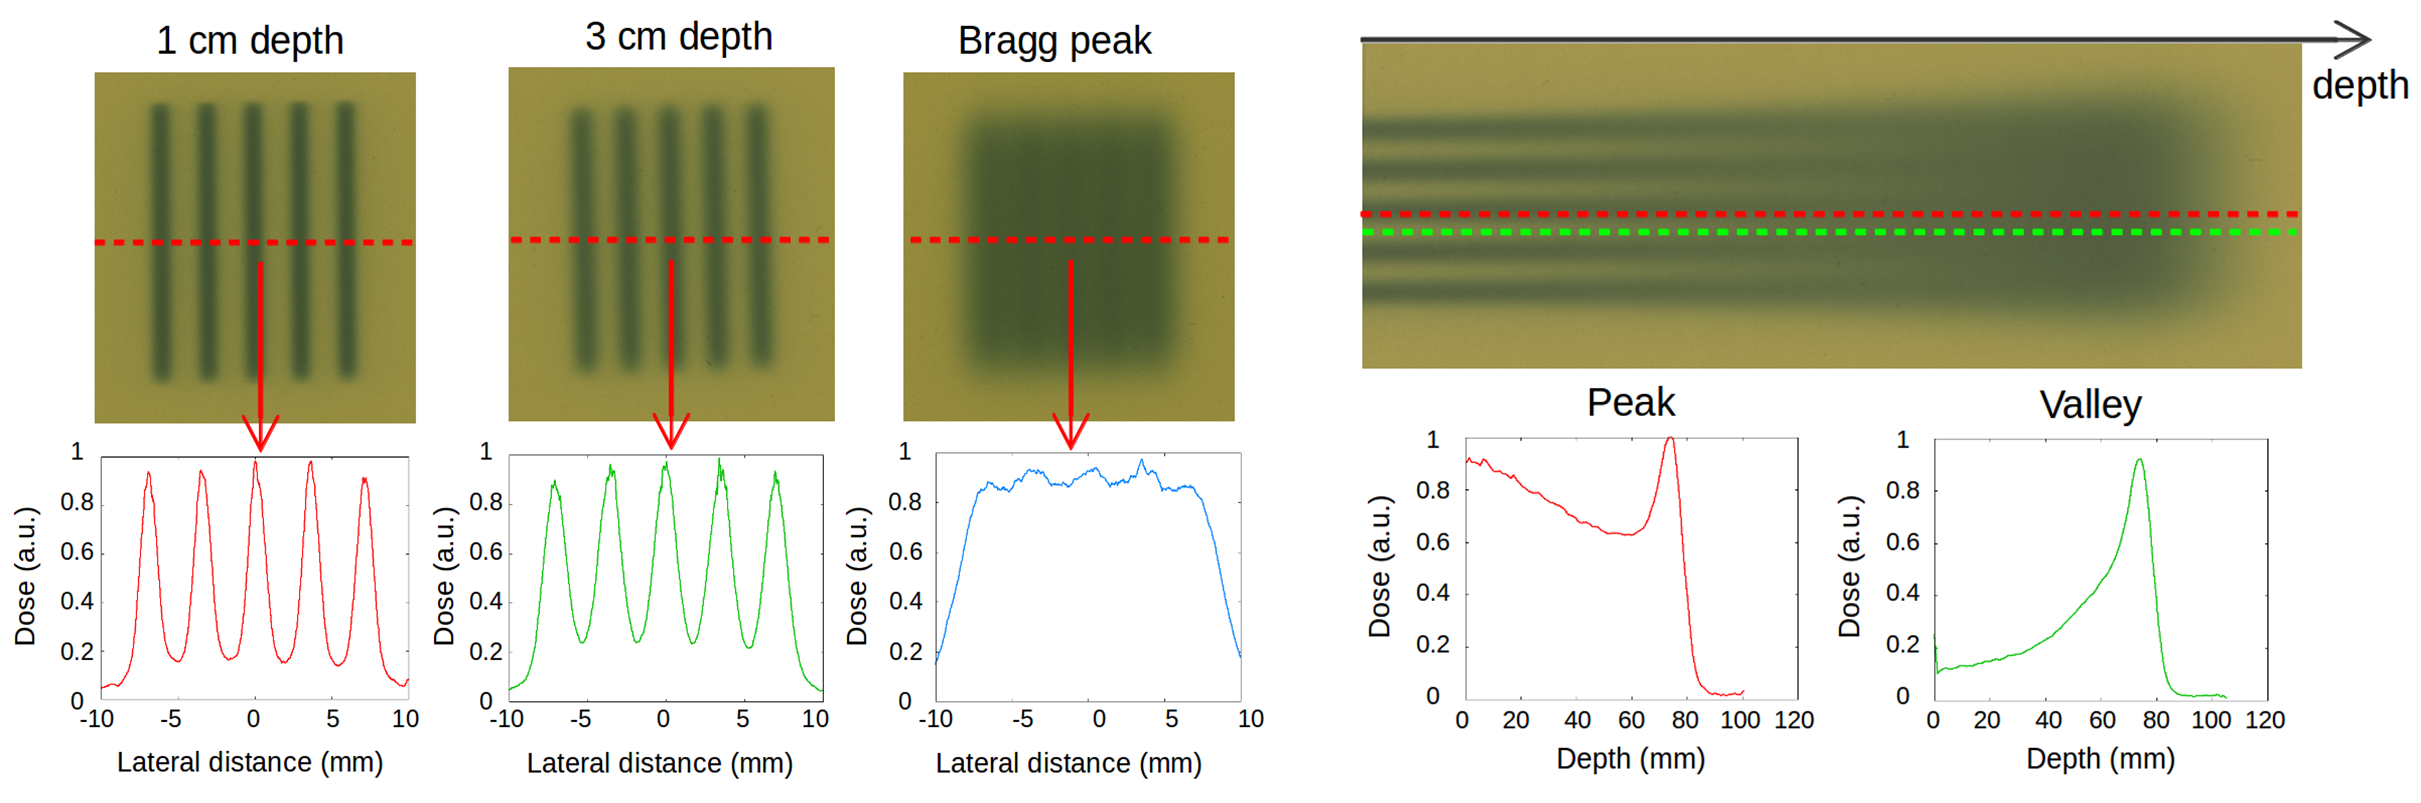 1 cm depth
3 cm depth
Bragg peak
depth
1
0.8
0.6
0.4
0.2
0
-10 -5 0 5 10
Dose (a.u.)
Lateral distance (mm)
1
0.8
0.6
0.4
0.2
0
-10 -5 0 5 10
Dose (a.u.)
Lateral distance (mm)
1
0.8
0.6
0.4
0.2
0
-10 -5 0 5 10
Dose (a.u.)
Lateral distance (mm)
Peak
1
0.8
0.6
0.4
0.2
0
0 20 40 60 80 100 120
Dose (a.u.)
Depth (mm)
Valley
1
0.8
0.6
0.4
0.2
0
0 20 40 60 80 100 120
Dose (a.u.)
Depth (mm)